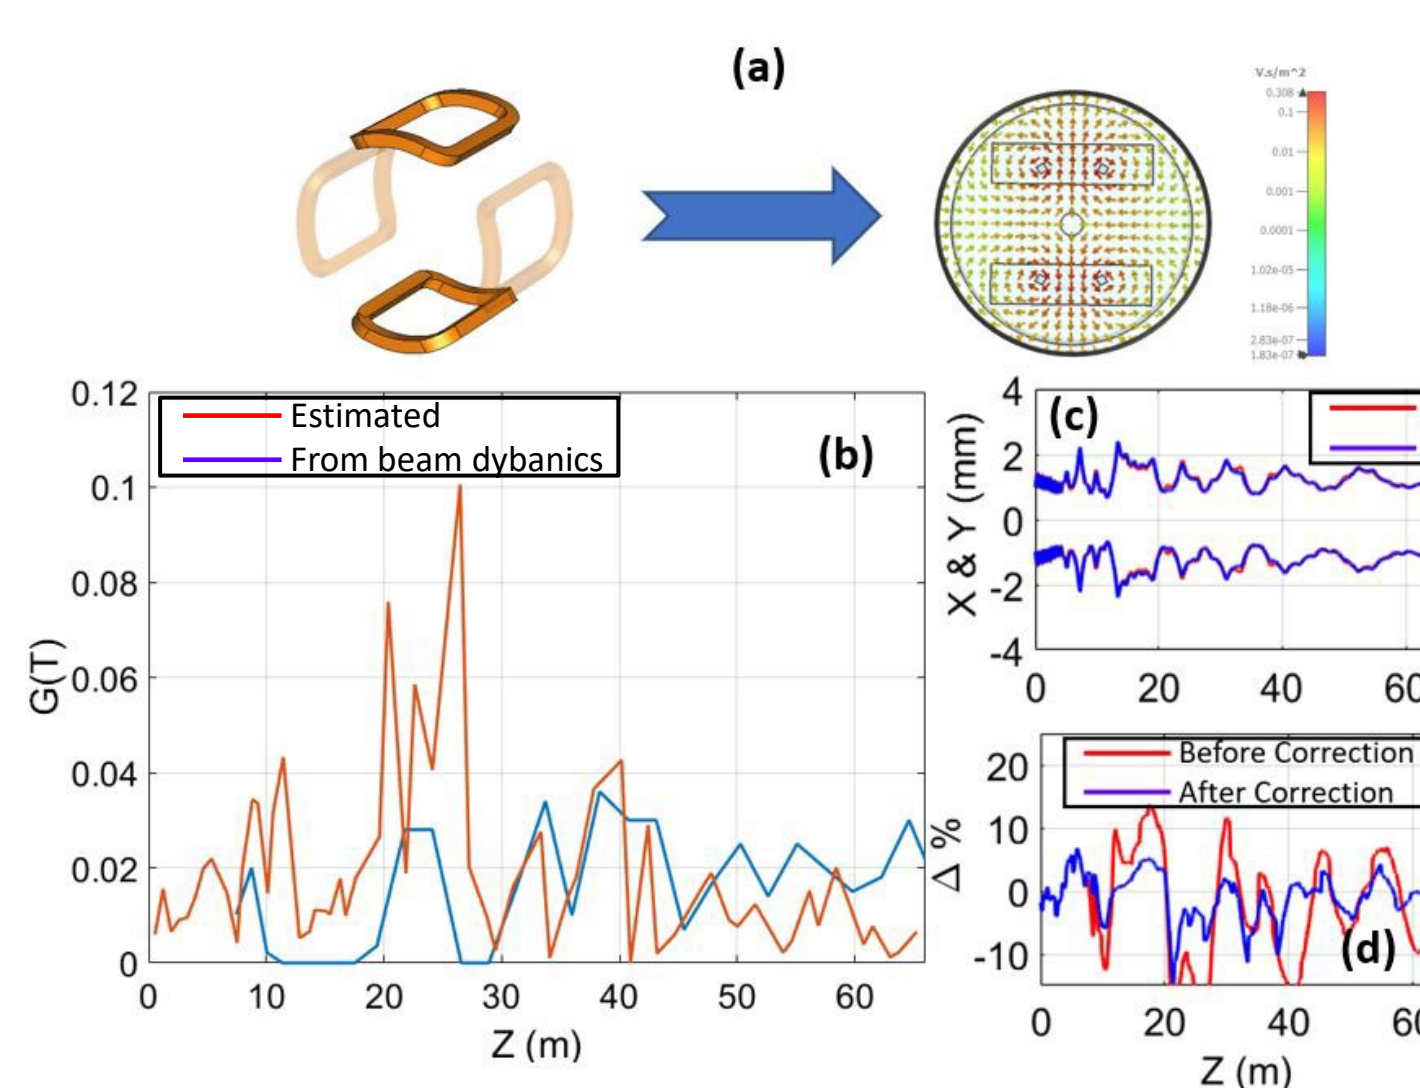 (a)
V.s/m^2
0.308
0.1
0.01
0.001
0.0001
1.02e-05
1.18e-06
2.83e-07
1.83e-07
0.12
0.1
0.08
0.06
0.04
0.02
0
G(T)
Estimated
From beam dybanics
(b)
0 10 20 30 40 50 60
Z (m)
4
2
0
-2
-4
X & Y (mm)
(c)
0 20 40 60
20
10
0
-10
Δ %
Before Correction
After Correction
(d)
0 20 40 60
Z (m)